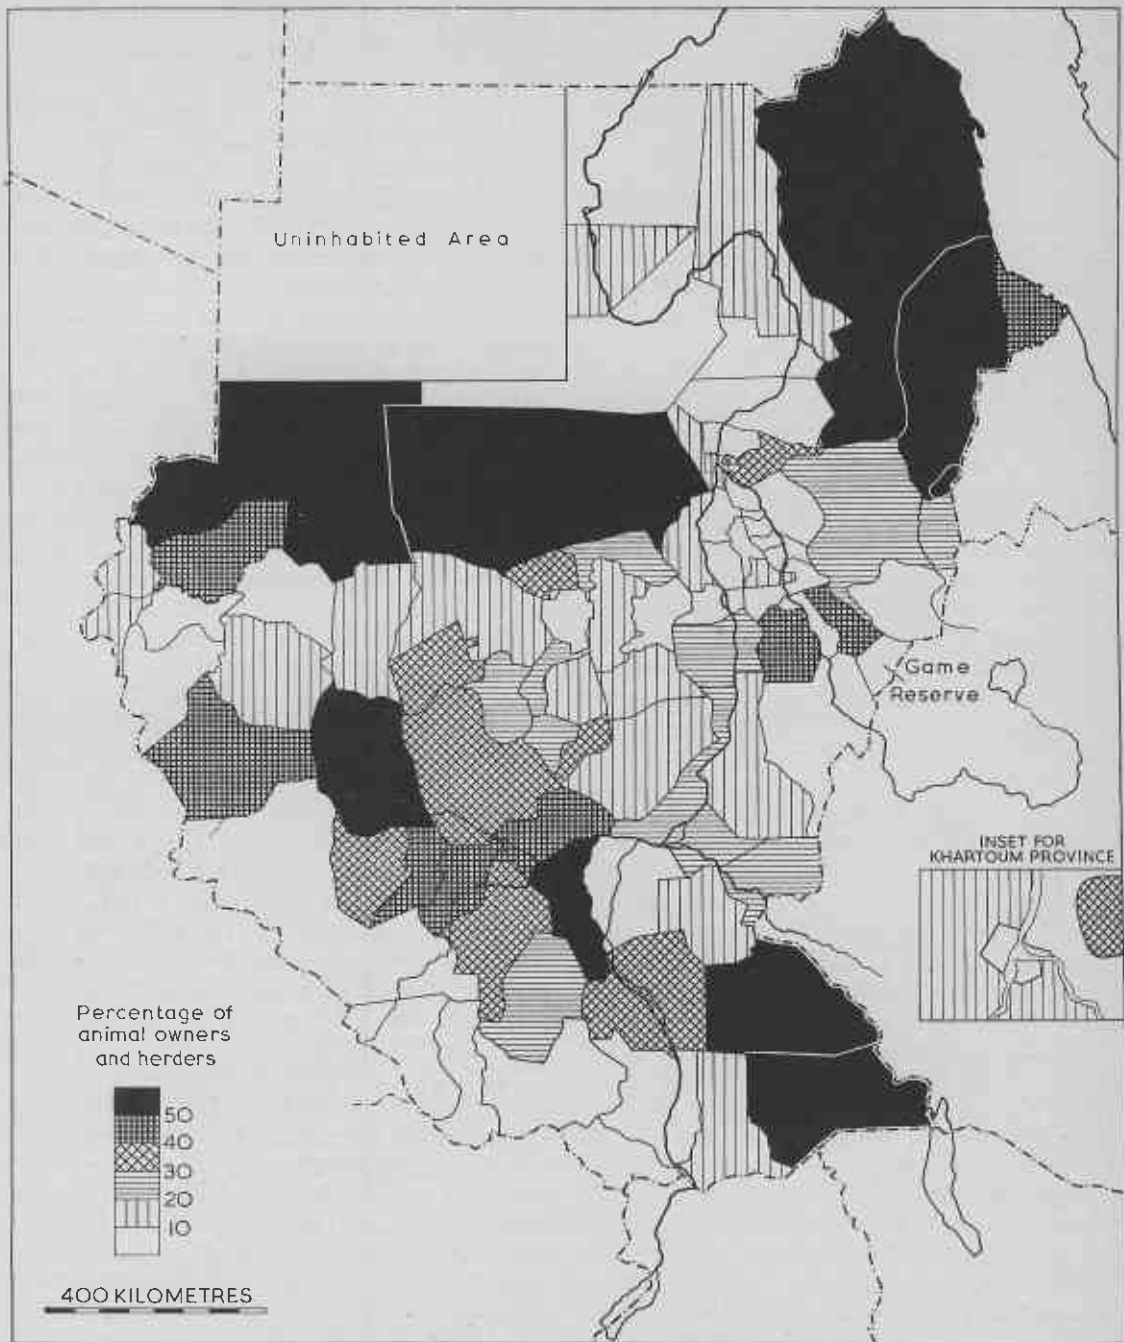 Uninhabited Area
Game
Reserve
INSET FOR
KHARTOUM PROVINCE
Percentage of
animal owners
and herders
50
40
30
20
10
400 KILOMETRES